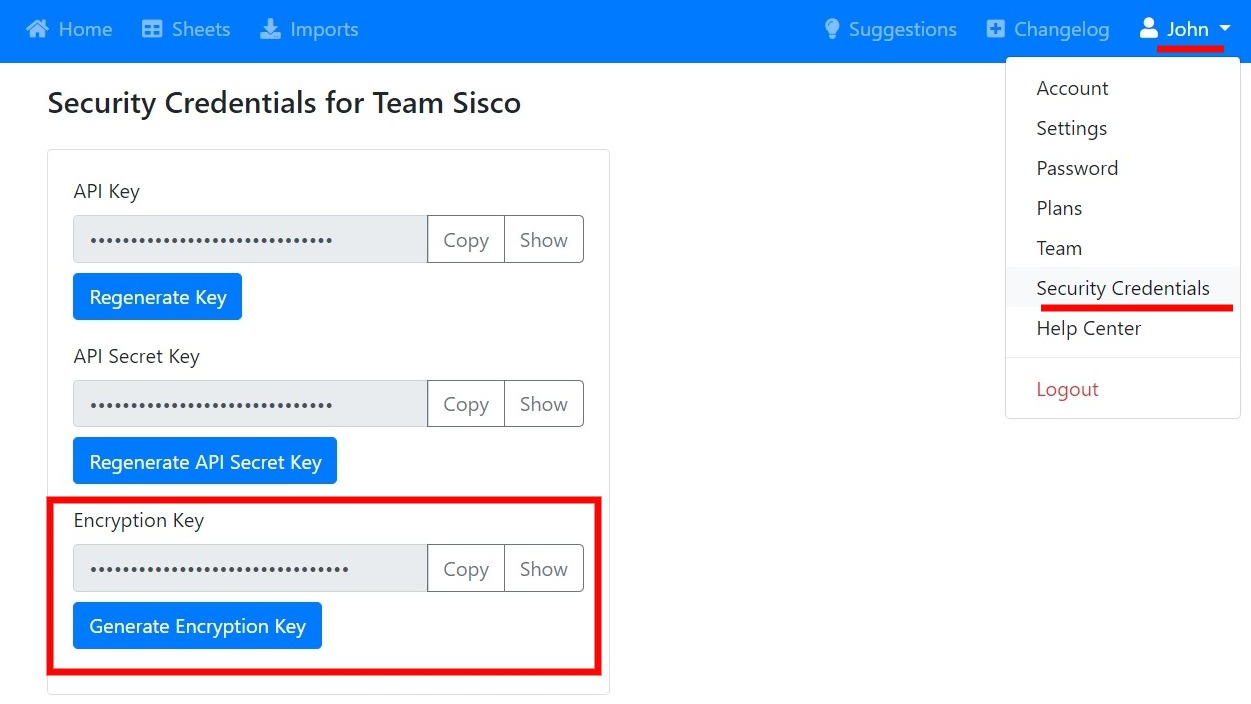 Home Sheets Imports Suggestions Changelog John
Security Credentials for Team Sisco
API Key
•••••••••••••••••••••••••••••• Copy Show
Regenerate Key
API Secret Key
•••••••••••••••••••••••••••••• Copy Show
Regenerate API Secret Key
Encryption Key
•••••••••••••••••••••••••••••••• Copy Show
Generate Encryption Key
Account
Settings
Password
Plans
Team
Security Credentials
Help Center
Logout